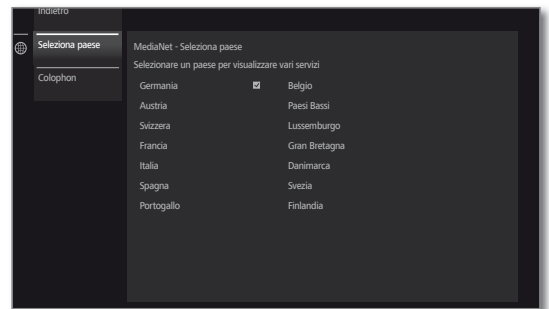 Indietro
Seleziona paese
Colophon
MediaNet - Seleziona paese
Selezionare un paese per visualizzare vari servizi
Germania Belgio
Austria Paesi Bassi
Svizzera Lussemburgo
Francia Gran Bretagna
Italia Danimarca
Spagna Svezia
Portogallo Finlandia